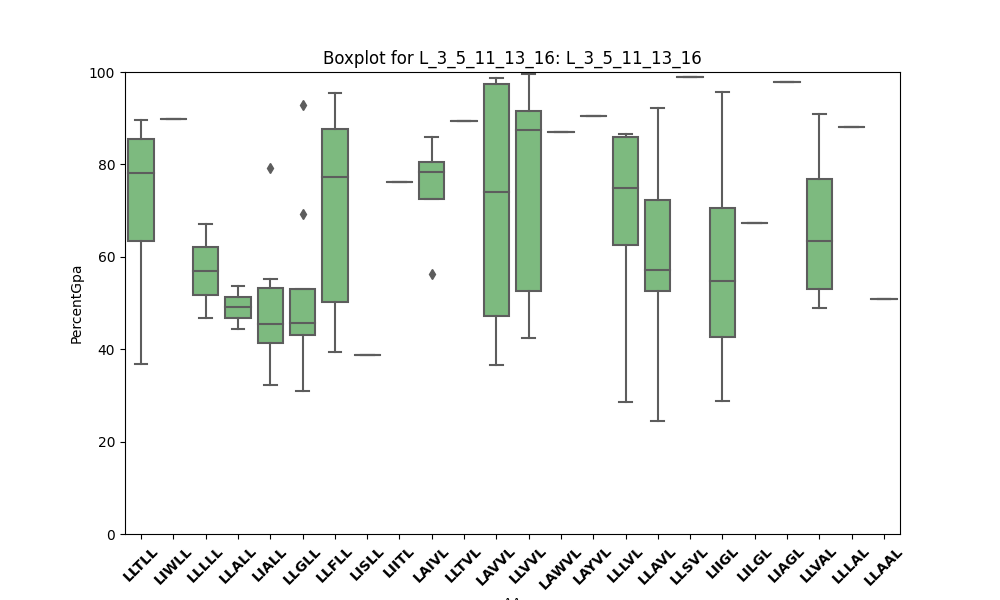 Boxplot for L_3_5_11_13_16: L_3_5_11_13_16
100
80
60
40
20
0
PercentGpa
LLTLL LIWLL LLLLL LLALL LIALL LLGLL LLFLL LISLL LIITL LAIVL LLTVL LAVVL LLVVL LAWVL LAYVL LLLVL LLAVL LLSVL LIIGL LILGL LIAGL LLVAL LLLAL LLAAL